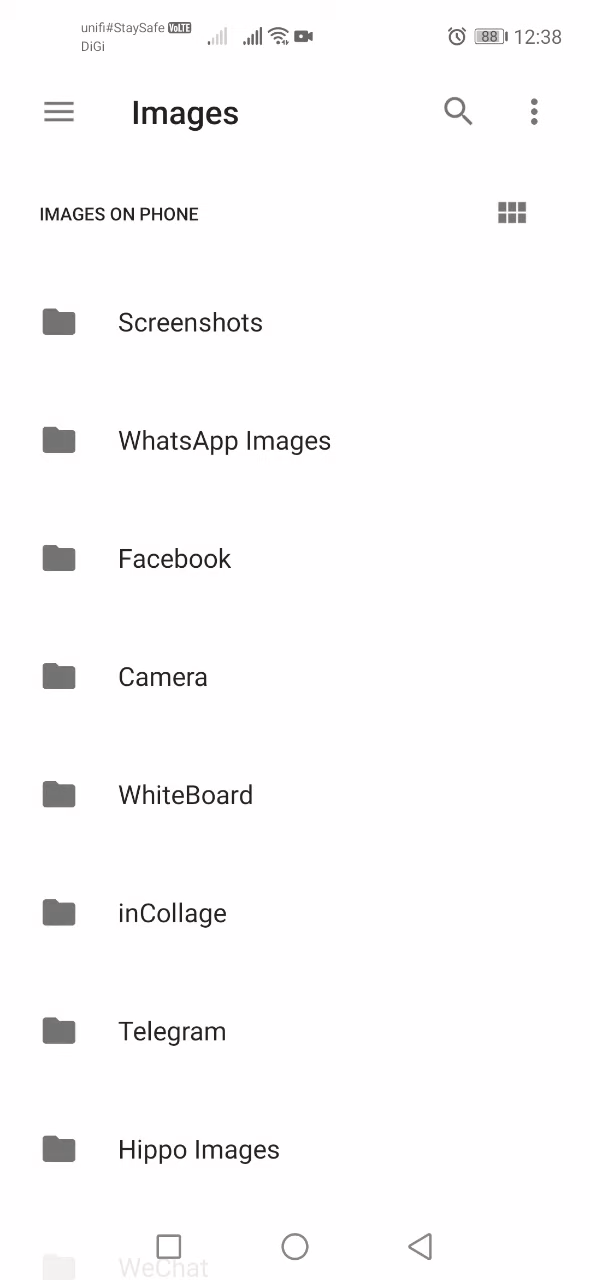 unifi#StaySafe VoLTE
DiGi
88 12:38
Images
IMAGES ON PHONE
Screenshots
WhatsApp Images
Facebook
Camera
WhiteBoard
inCollage
Telegram
Hippo Images
WeChat